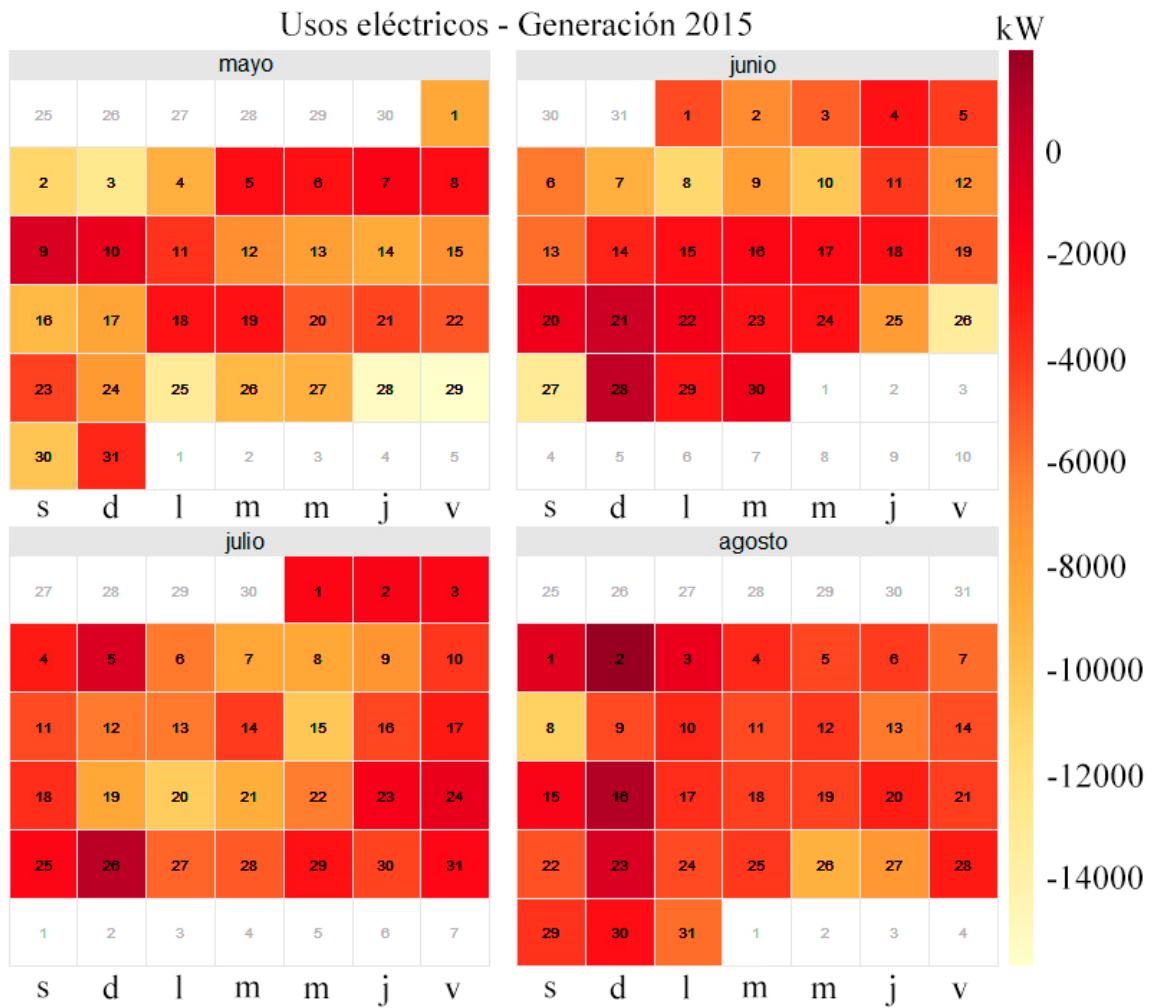 Usos eléctricos - Generación 2015
kW
mayo
25 26 27 28 29 30 1
2 3 4 5 6 7 8
9 10 11 12 13 14 15
16 17 18 19 20 21 22
23 24 25 26 27 28 29
30 31 1 2 3 4 5
s d l m m j v
junio
30 31 1 2 3 4 5
6 7 8 9 10 11 12
13 14 15 16 17 18 19
20 21 22 23 24 25 26
27 28 29 30 1 2 3
4 5 6 7 8 9 10
s d l m m j v
julio
27 28 29 30 1 2 3
4 5 6 7 8 9 10
11 12 13 14 15 16 17
18 19 20 21 22 23 24
25 26 27 28 29 30 31
1 2 3 4 5 6 7
s d l m m j v
agosto
25 26 27 28 29 30 31
1 2 3 4 5 6 7
8 9 10 11 12 13 14
15 16 17 18 19 20 21
22 23 24 25 26 27 28
29 30 31 1 2 3 4
s d l m m j v
0
-2000
-4000
-6000
-8000
-10000
-12000
-14000